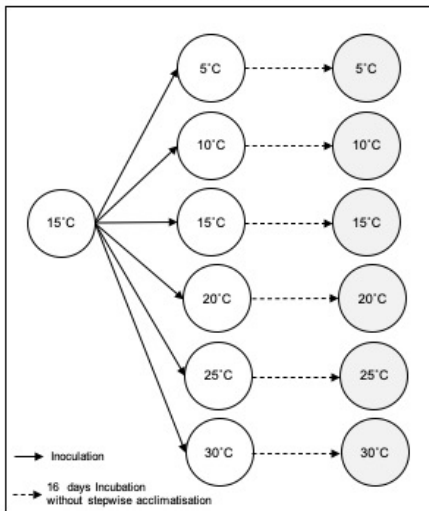 5˚C 5˚C
10˚C 10˚C
15˚C 15˚C 15˚C
20˚C 20˚C
25˚C 25˚C
30˚C 30˚C
Inoculation
16 days Incubation
without stepwise acclimatisation